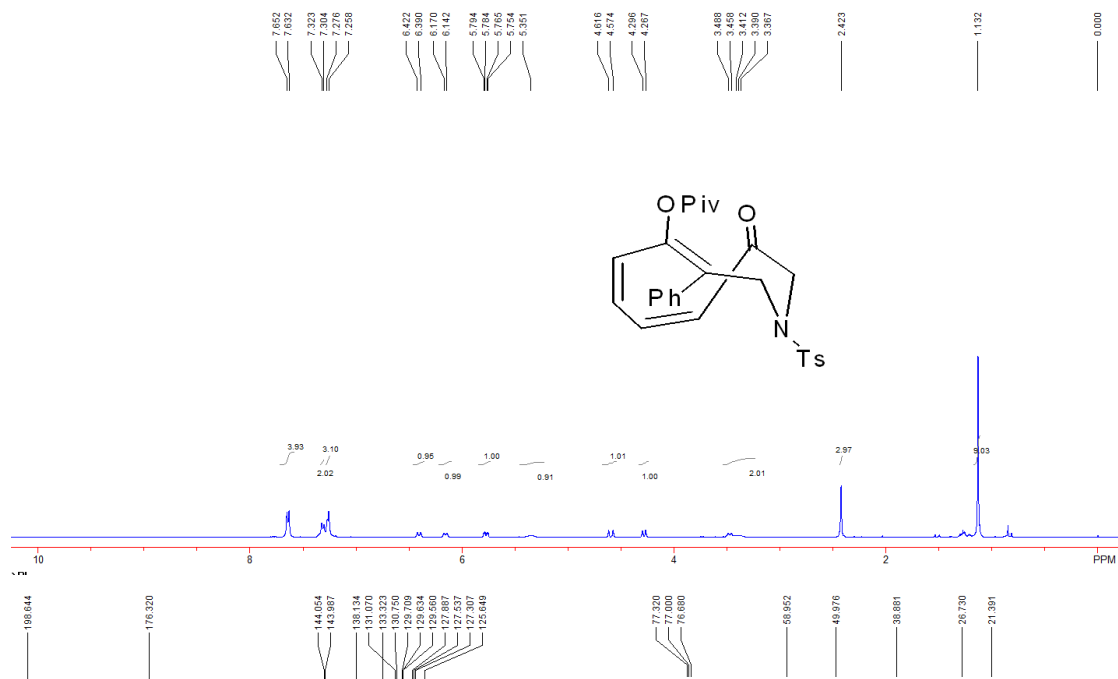 7.652 7.632 7.323 7.304 7.276 7.258 6.422 6.390 6.170 6.142 5.794 5.784 5.765 5.754 5.351 4.616 4.574 4.296 4.267 3.488 3.458 3.412 3.390 3.367 2.423 1.132 0.000
OPiv
O
Ph
N
Ts
3.93 3.10 0.95 1.00 1.01 2.97 9.03
2.02 0.99 0.91 1.00 2.01
10 8 6 4 2 PPM
198.644 176.320 144.054 143.987 138.134 131.070 133.323 130.750 129.709 129.634 129.560 127.887 127.537 127.307 125.649 77.320 77.000 76.680 58.952 49.976 38.881 26.730 21.391